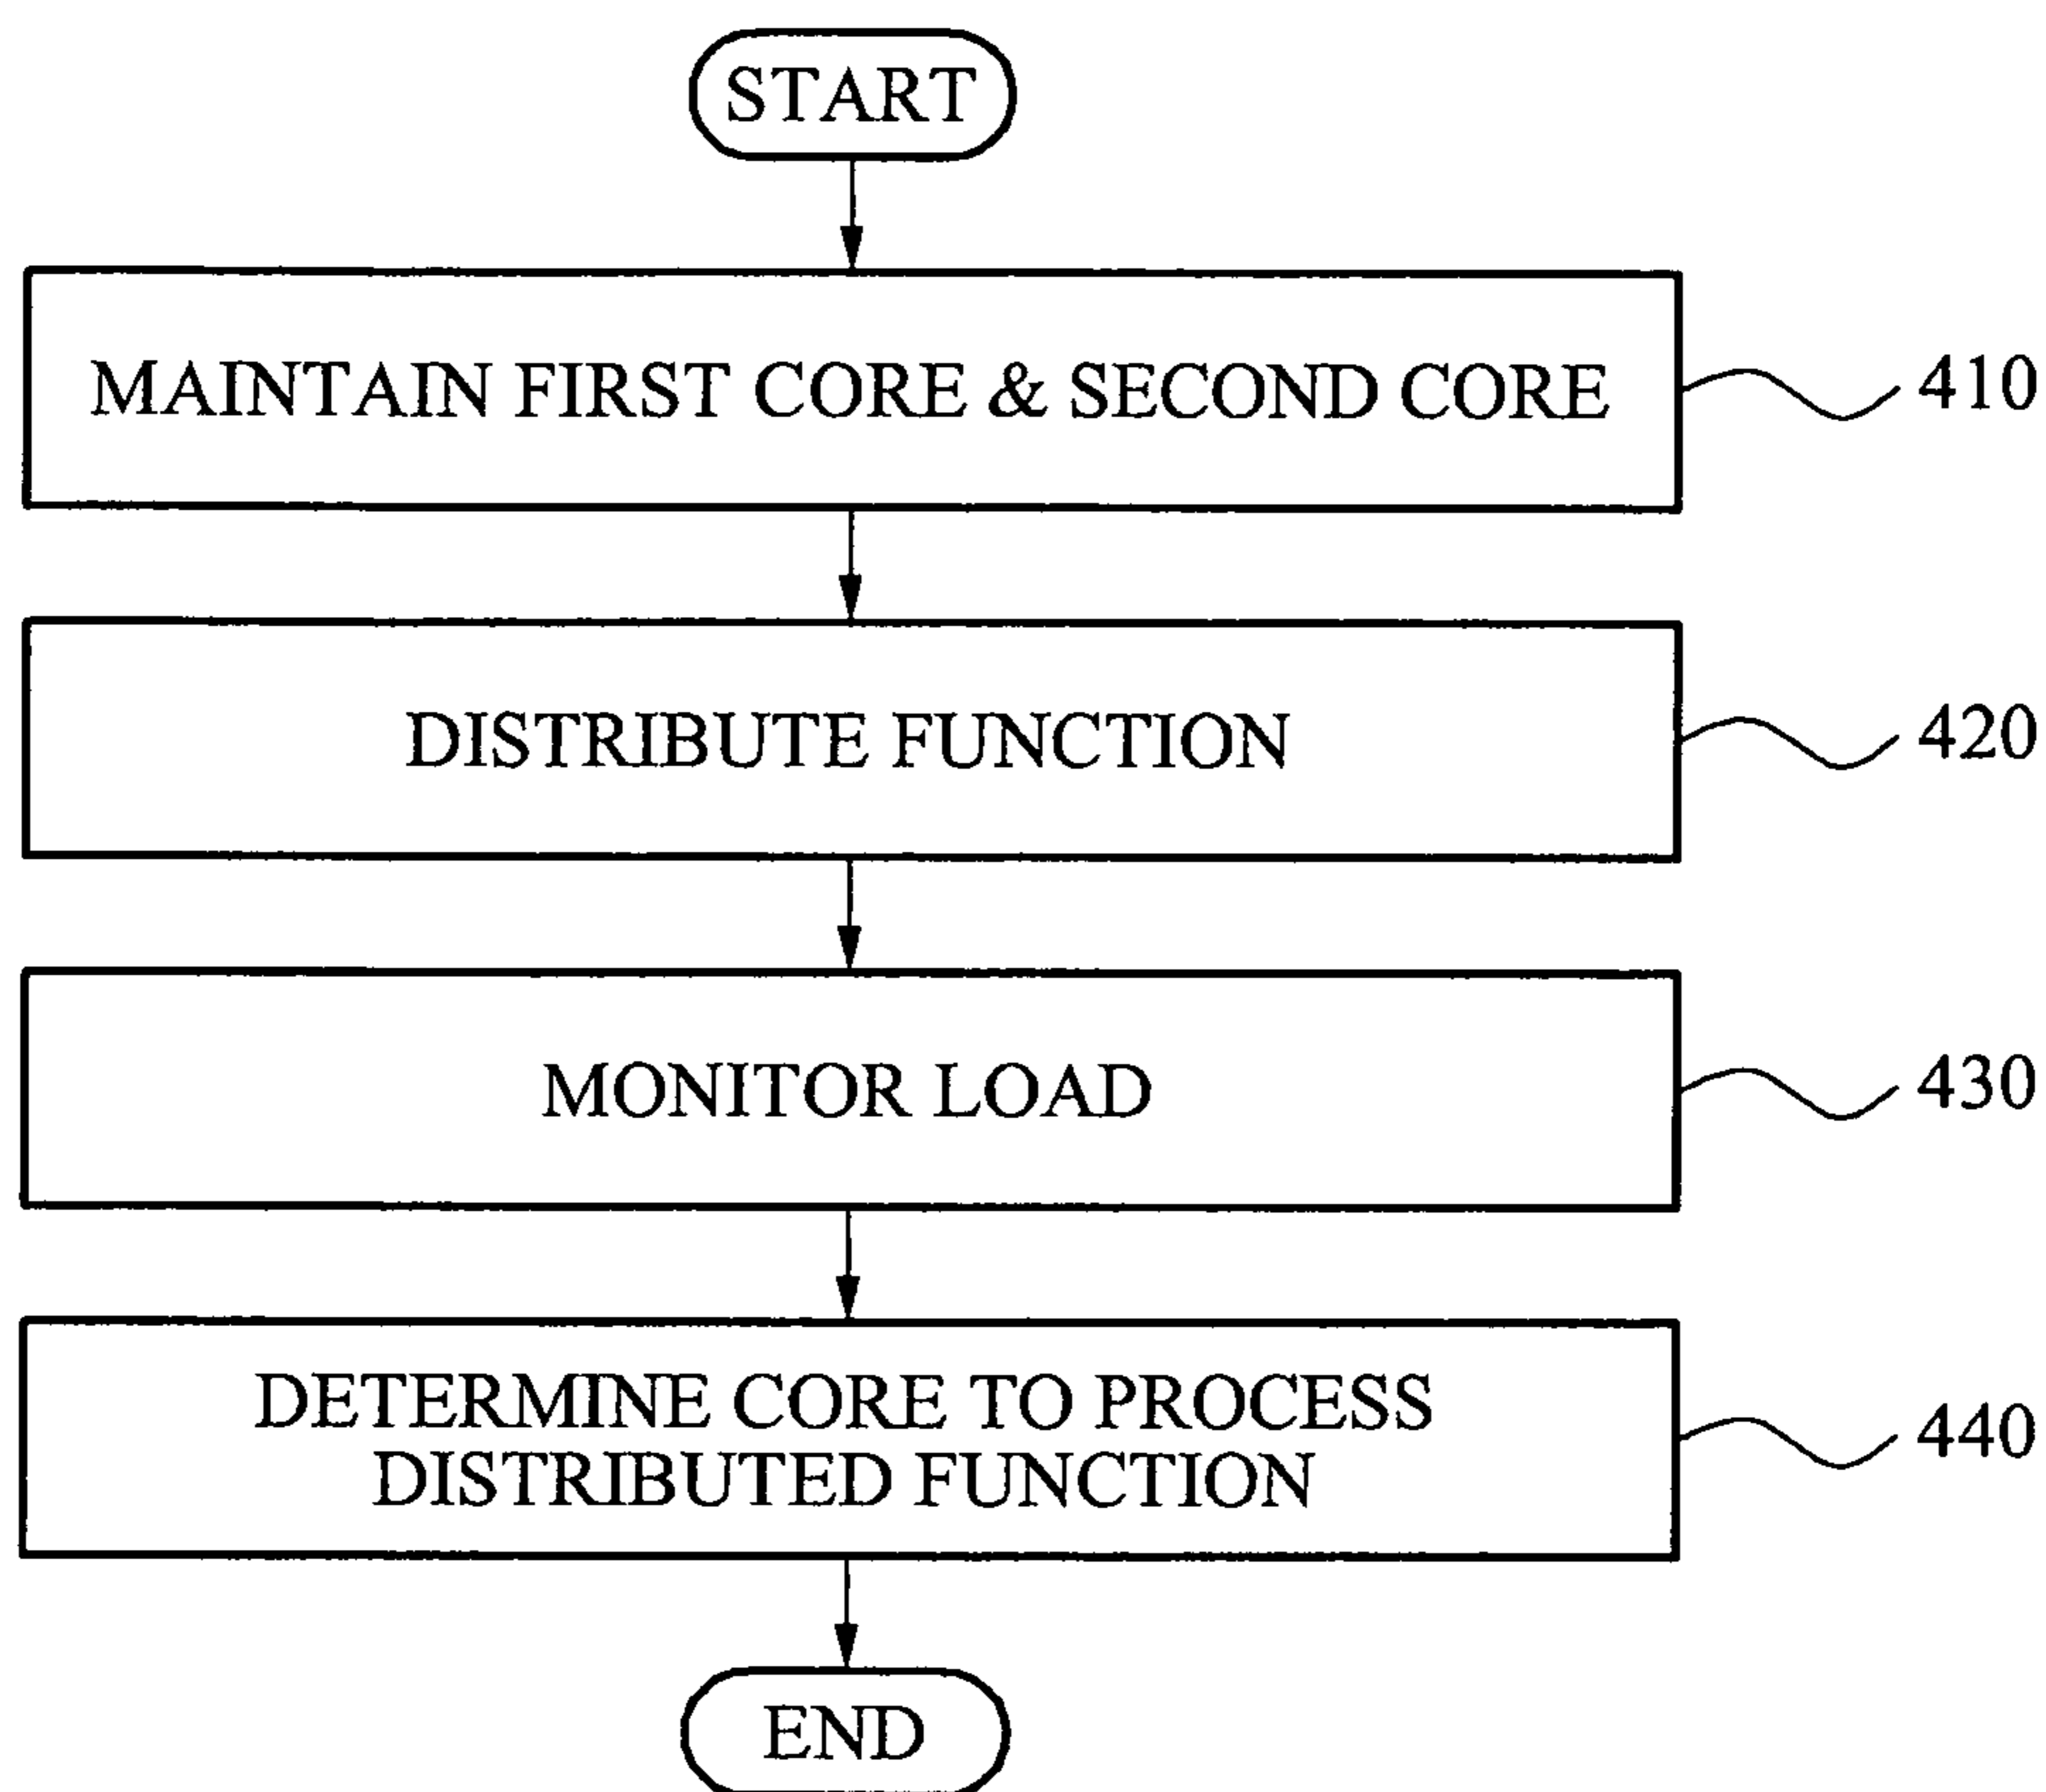 START
MAINTAIN FIRST CORE & SECOND CORE
410
DISTRIBUTE FUNCTION
420
MONITOR LOAD
430
DETERMINE CORE TO PROCESS
DISTRIBUTED FUNCTION
440
END